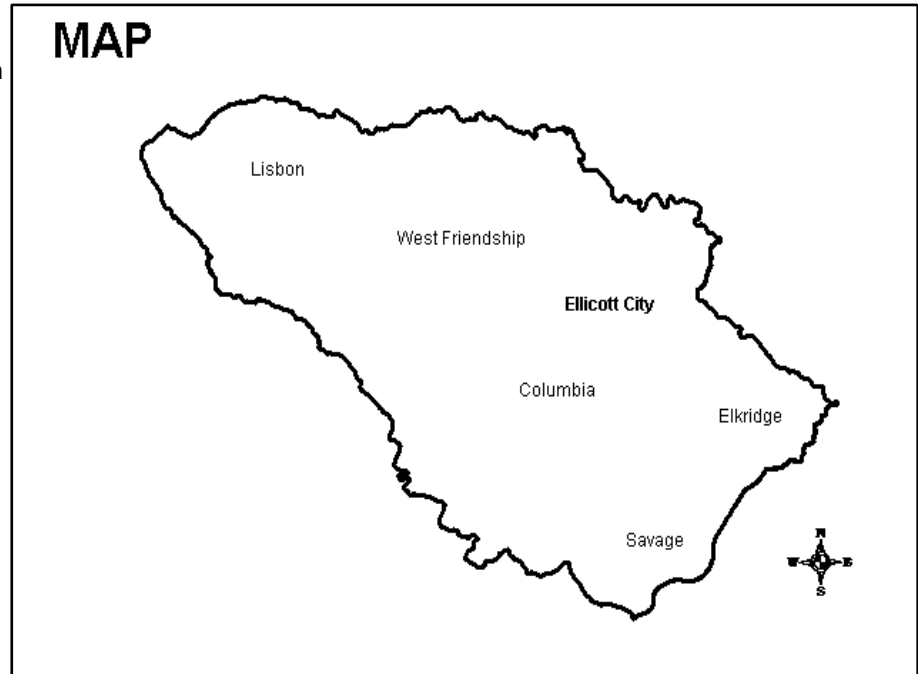 MAP
n
Lisbon
West Friendship
Ellicott City
Columbia
Elkridge
Savage
N
W E
S